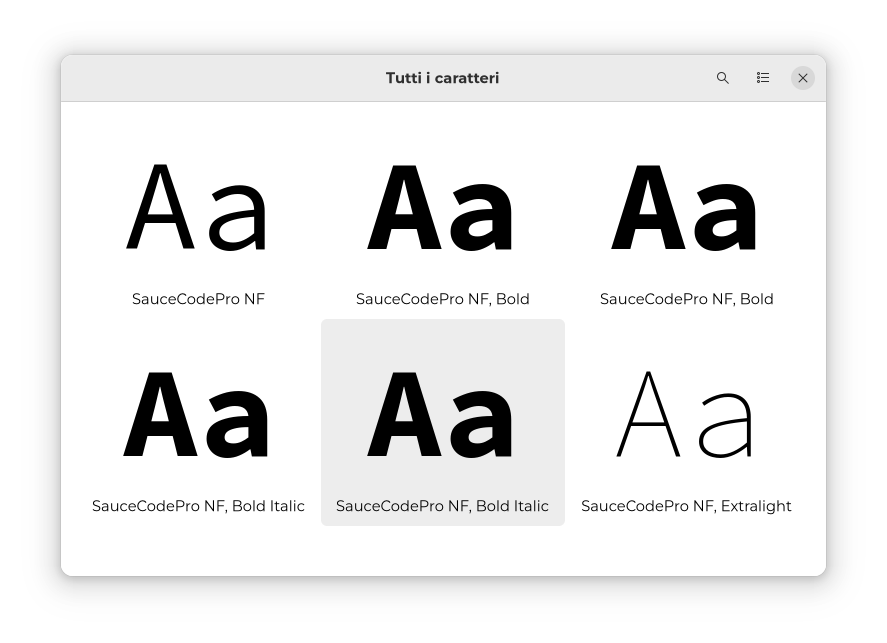 Tutti i caratteri
Aa Aa Aa
SauceCodePro NF SauceCodePro NF, Bold SauceCodePro NF, Bold
Aa Aa Aa
SauceCodePro NF, Bold Italic SauceCodePro NF, Bold Italic SauceCodePro NF, Extralight